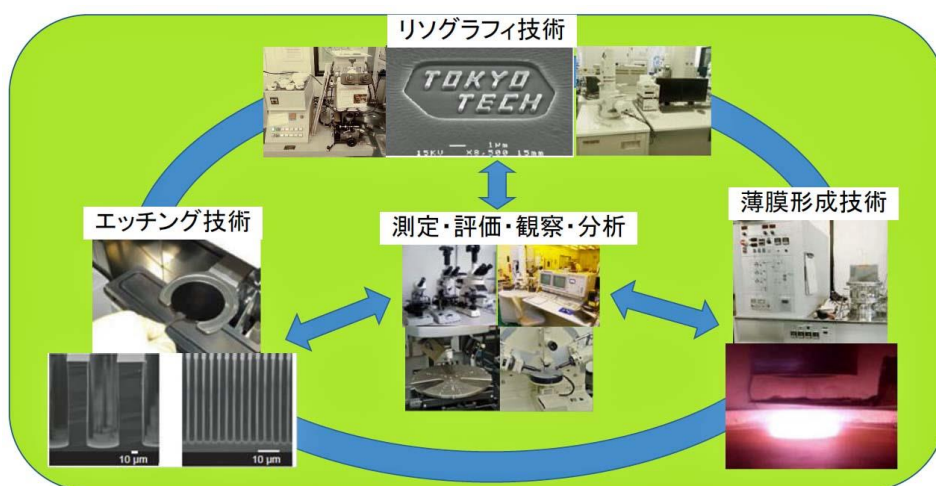 リソグラフィ技術
TOKYO
TECH
1μm
15KV X8,500 15mm
エッチング技術
測定・評価・観察・分析
薄膜形成技術
10 μm
10 μm